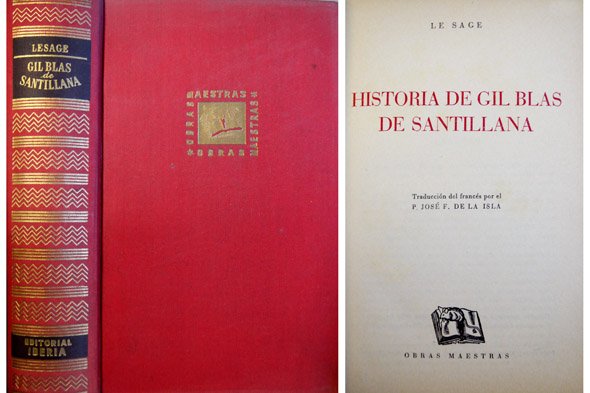 LESAGE
GIL BLAS
de
SANTILLANA
EDITORIAL
IBERIA
OBRAS MAESTRAS
OBRAS MAESTRAS
LE SAGE
HISTORIA DE GIL BLAS
DE SANTILLANA
Traducción del francés por el
P. JOSÉ F. DE LA ISLA
OBRAS MAESTRAS